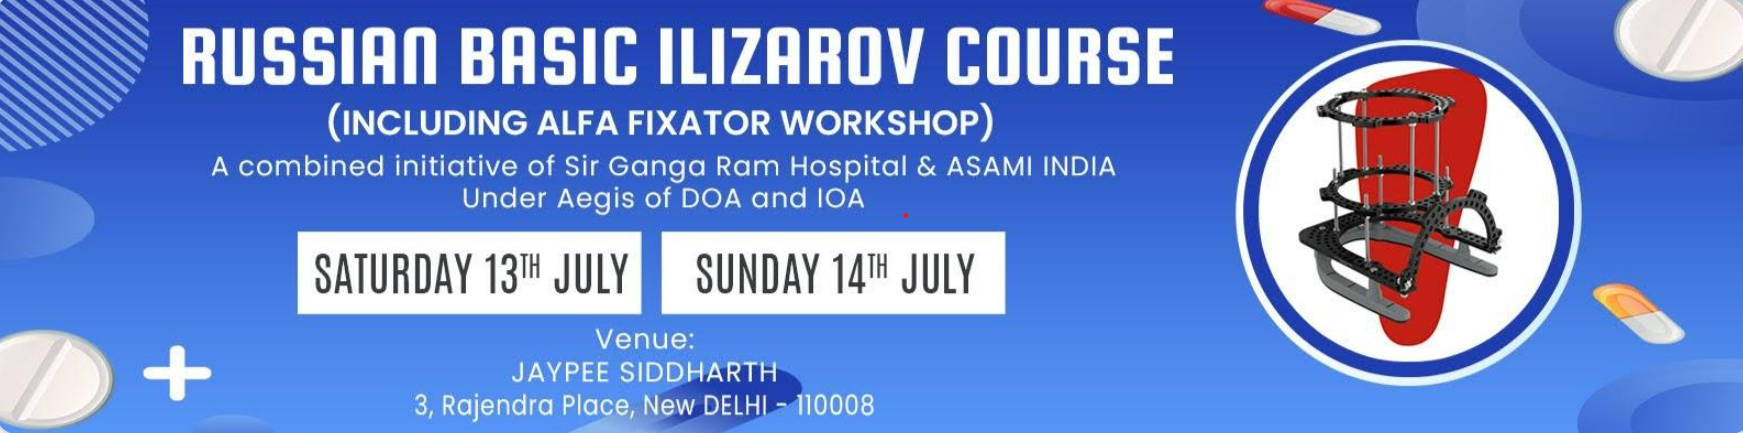 RUSSIAN BASIC ILIZAROV COURSE
(INCLUDING ALFA FIXATOR WORKSHOP)
A combined initiative of Sir Ganga Ram Hospital & ASAMI INDIA
Under Aegis of DOA and IOA
SATURDAY 13TH JULY
SUNDAY 14TH JULY
Venue:
JAYPEE SIDDHARTH
3, Rajendra Place, New DELHI - 110008